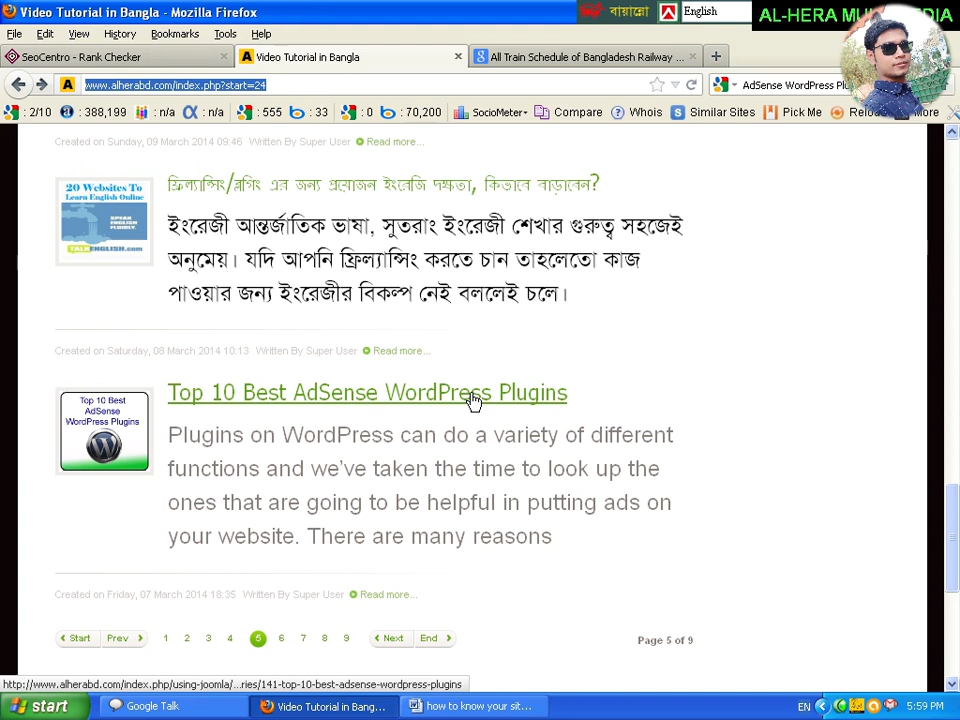 Video Tutorial in Bangla - Mozilla Firefox
বায়ান্নো
English
AL-HERA MUL
EDIA
File Edit View History Bookmarks Tools Help
SeoCentro - Rank Checker
Video Tutorial in Bangla
All Train Schedule of Bangladesh Railway ...
www.alherabd.com/index.php?start=24
AdSense WordPress Plu
: 2/10 : 388,199 : n/a : n/a : 555 : 33 : 0 : 70,200 SocioMeter Compare Whois Similar Sites Pick Me Reloa More
Created on Sunday, 09 March 2014 09:46 Written By Super User Read more...
20 Websites To
Learn English Online
SPEAK
ENGLISH
FLUENTLY.
TALKENGLISH.com
ফ্রিল্যান্সিং/ব্লগিং এর জন্য প্রয়োজন ইংরেজি দক্ষতা, কিভাবে বাড়াবেন?
ইংরেজী আন্তর্জাতিক ভাষা, সুতরাং ইংরেজী শেখার গুরুত্ব সহজেই
অনুমেয়। যদি আপনি ফ্রিল্যান্সিং করতে চান তাহলেতো কাজ
পাওয়ার জন্য ইংরেজীর বিকল্প নেই বললেই চলে।
Created on Saturday, 08 March 2014 10:13 Written By Super User Read more...
Top 10 Best
AdSense
WordPress Plugins
Top 10 Best AdSense WordPress Plugins
Plugins on WordPress can do a variety of different
functions and we've taken the time to look up the
ones that are going to be helpful in putting ads on
your website. There are many reasons
Created on Friday, 07 March 2014 18:35 Written By Super User Read more...
Start Prev 1 2 3 4 5 6 7 8 9 Next End
Page 5 of 9
http://www.alherabd.com/index.php/using-joomla/...ries/141-top-10-best-adsense-wordpress-plugins
start
Google Talk
Video Tutorial in Bang...
how to know your sit...
EN
5:59 PM